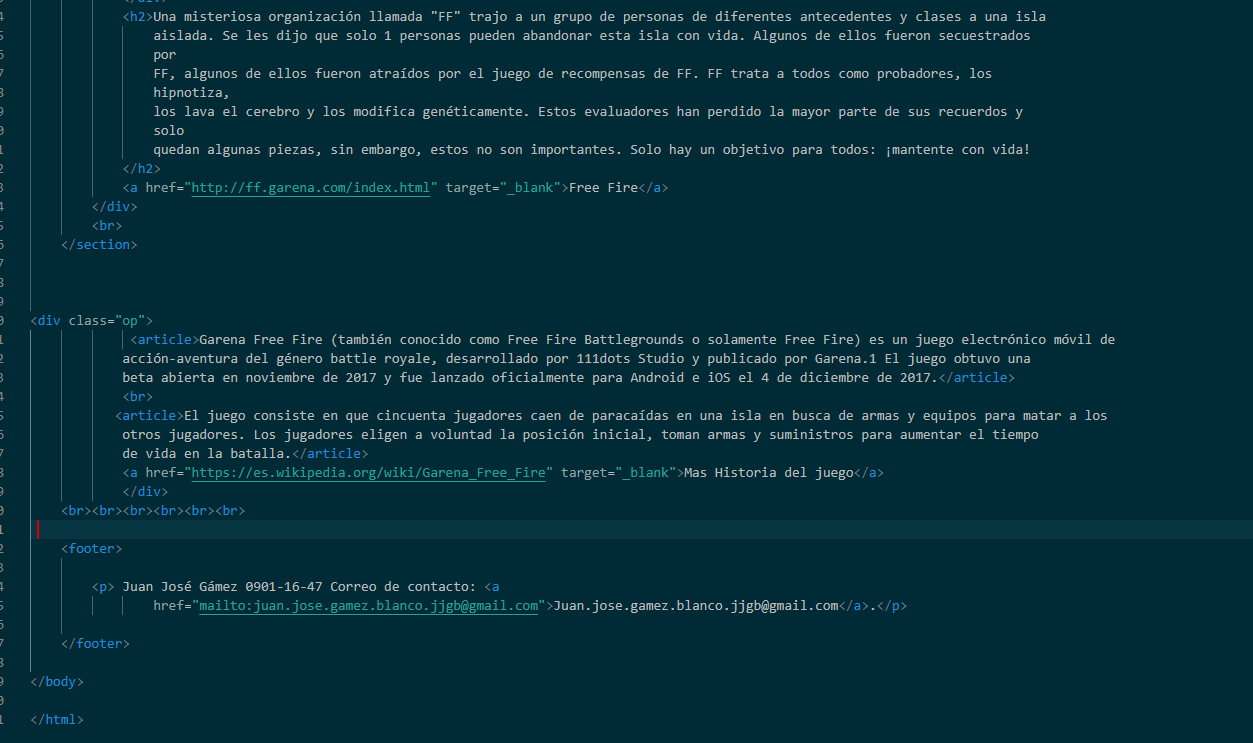 </div>
<h2>Una misteriosa organización llamada "FF" trajo a un grupo de personas de diferentes antecedentes y clases a una isla
aislada. Se les dijo que solo 1 personas pueden abandonar esta isla con vida. Algunos de ellos fueron secuestrados
por
FF, algunos de ellos fueron atraídos por el juego de recompensas de FF. FF trata a todos como probadores, los
hipnotiza,
los lava el cerebro y los modifica genéticamente. Estos evaluadores han perdido la mayor parte de sus recuerdos y
solo
quedan algunas piezas, sin embargo, estos no son importantes. Solo hay un objetivo para todos: ¡mantente con vida!
</h2>
<a href="http://ff.garena.com/index.html" target="_blank">Free Fire</a>
</div>
<br>
</section>
<div class="op">
<article>Garena Free Fire (también conocido como Free Fire Battlegrounds o solamente Free Fire) es un juego electrónico móvil de
acción-aventura del género battle royale, desarrollado por 111dots Studio y publicado por Garena.1 El juego obtuvo una
beta abierta en noviembre de 2017 y fue lanzado oficialmente para Android e iOS el 4 de diciembre de 2017.</article>
<br>
<article>El juego consiste en que cincuenta jugadores caen de paracaídas en una isla en busca de armas y equipos para matar a los
otros jugadores. Los jugadores eligen a voluntad la posición inicial, toman armas y suministros para aumentar el tiempo
de vida en la batalla.</article>
<a href="https://es.wikipedia.org/wiki/Garena_Free_Fire" target="_blank">Mas Historia del juego</a>
</div>
<br><br><br><br><br><br>
<footer>
<p> Juan José Gámez 0901-16-47 Correo de contacto: <a
href="mailto:juan.jose.gamez.blanco.jjgb@gmail.com">Juan.jose.gamez.blanco.jjgb@gmail.com</a>.</p>
</footer>
</body>
</html>